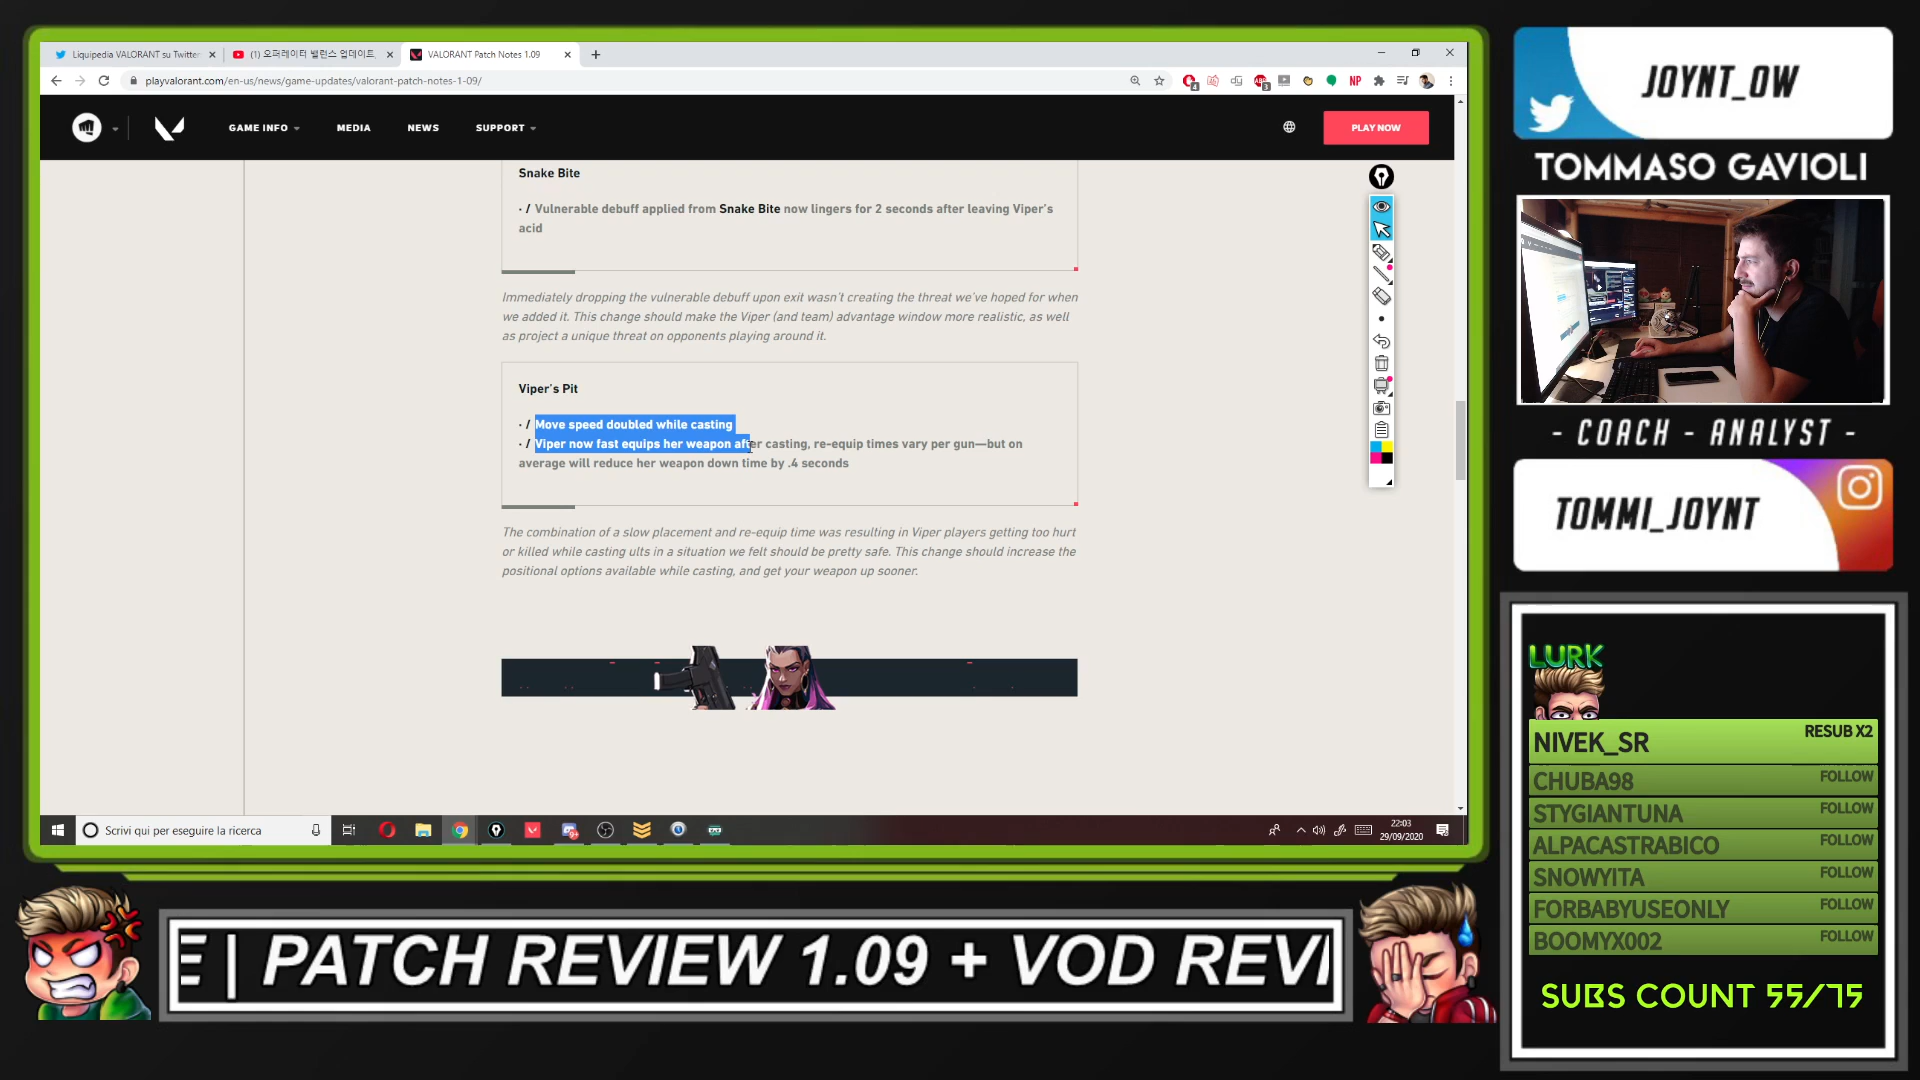 Liquipedia VALORANT su Twitter
(1) 오퍼레이터 밸런스 업데이트
VALORANT Patch Notes 1.09
playvalorant.com/en-us/news/game-updates/valorant-patch-notes-1-09/
NP
GAME INFO
MEDIA
NEWS
SUPPORT
PLAY NOW
Snake Bite
· / Vulnerable debuff applied from Snake Bite now lingers for 2 seconds after leaving Viper's
acid
Immediately dropping the vulnerable debuff upon exit wasn't creating the threat we've hoped for when
we added it. This change should make the Viper (and team) advantage window more realistic, as well
as project a unique threat on opponents playing around it.
Viper's Pit
· / Move speed doubled while casting
· / Viper now fast equips her weapon after casting, re-equip times vary per gun—but on
average will reduce her weapon down time by .4 seconds
The combination of a slow placement and re-equip time was resulting in Viper players getting too hurt
or killed while casting ults in a situation we felt should be pretty safe. This change should increase the
positional options available while casting, and get your weapon up sooner.
Scrivi qui per eseguire la ricerca
22:03
29/09/2020
JOYNT_OW
TOMMASO GAVIOLI
- COACH - ANALYST -
TOMMI_JOYNT
LURK
NIVEK_SR RESUB X2
CHUBA98 FOLLOW
STYGIANTUNA FOLLOW
ALPACASTRABICO FOLLOW
SNOWYITA FOLLOW
FORBABYUSEONLY FOLLOW
BOOMYX002 FOLLOW
SUBS COUNT 55/75
E | PATCH REVIEW 1.09 + VOD REVI